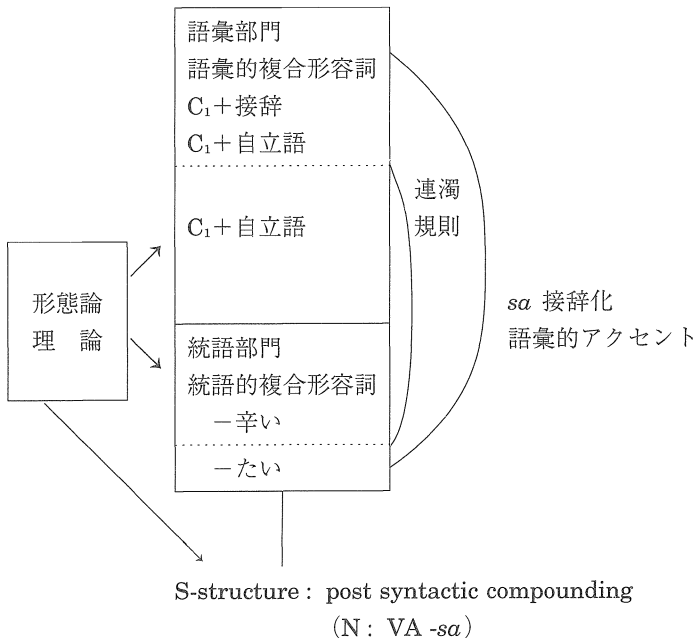 語彙部門
語彙的複合形容詞
C₁＋接辞
C₁＋自立語
C₁＋自立語
連濁
規則
形態論
理　論
sa 接辞化
語彙的アクセント
統語部門
統語的複合形容詞
－辛い
－たい
S-structure : post syntactic compounding
（N : VA -sa）